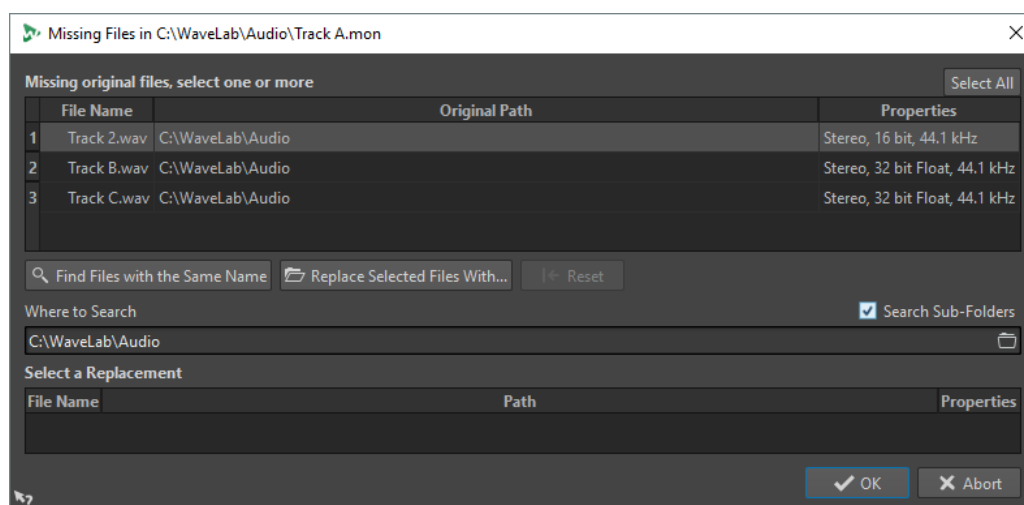 Missing Files in C:\WaveLab\Audio\Track A.mon
Missing original files, select one or more Select All
File Name Original Path Properties
1 Track 2.wav C:\WaveLab\Audio Stereo, 16 bit, 44.1 kHz
2 Track B.wav C:\WaveLab\Audio Stereo, 32 bit Float, 44.1 kHz
3 Track C.wav C:\WaveLab\Audio Stereo, 32 bit Float, 44.1 kHz
Find Files with the Same Name Replace Selected Files With... Reset
Where to Search Search Sub-Folders
C:\WaveLab\Audio
Select a Replacement
File Name Path Properties
OK Abort
?